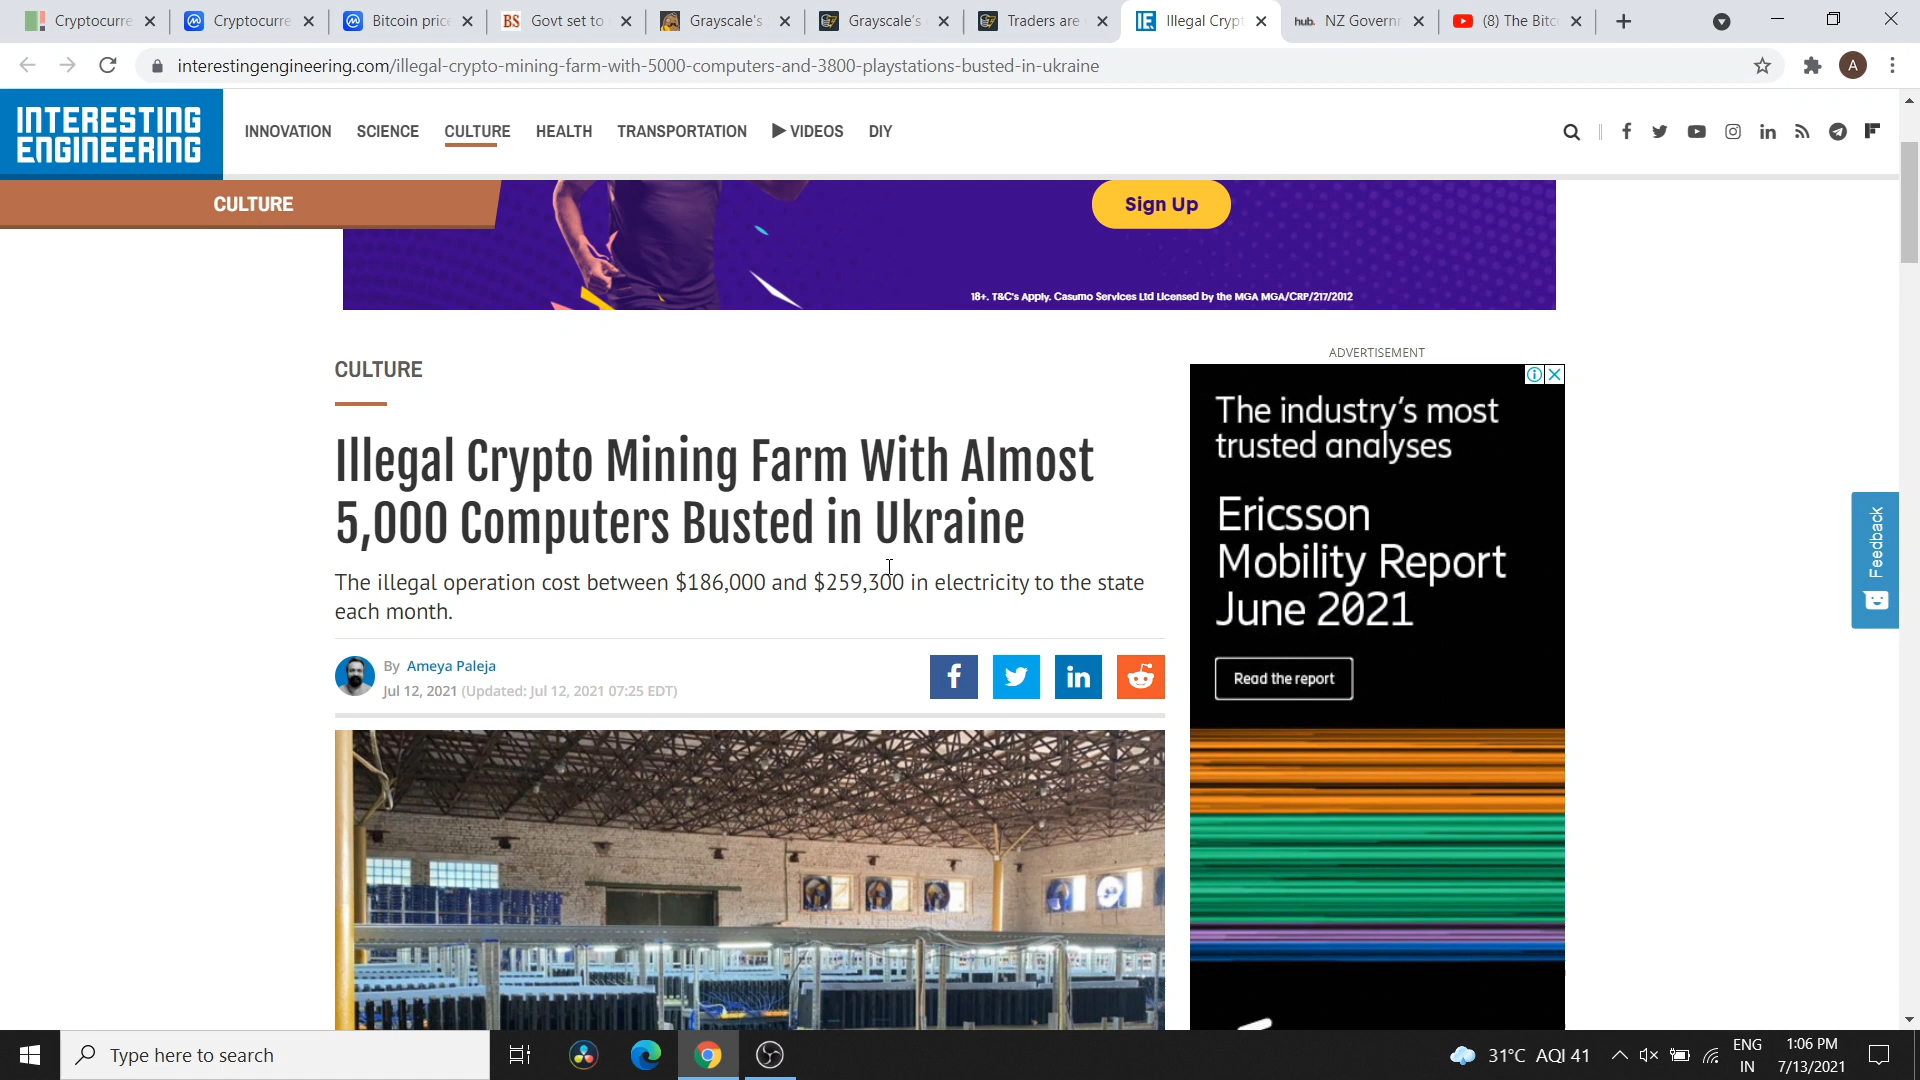 Cryptocurre
Cryptocurre
Bitcoin price
BS Govt set to
Grayscale's
Grayscale's
Traders are
IE Illegal Crypt
hub. NZ Governm
(8) The Bitc
interestingengineering.com/illegal-crypto-mining-farm-with-5000-computers-and-3800-playstations-busted-in-ukraine
A
INTERESTING
ENGINEERING
INNOVATION SCIENCE CULTURE HEALTH TRANSPORTATION VIDEOS DIY
CULTURE
Sign Up
18+. T&C's Apply. Casumo Services Ltd Licensed by the MGA MGA/CRP/217/2012
CULTURE
Illegal Crypto Mining Farm With Almost
5,000 Computers Busted in Ukraine
The illegal operation cost between $186,000 and $259,300 in electricity to the state
each month.
By Ameya Paleja
Jul 12, 2021 (Updated: Jul 12, 2021 07:25 EDT)
ADVERTISEMENT
The industry's most
trusted analyses
Ericsson
Mobility Report
June 2021
Read the report
Feedback
Type here to search
31°C AQI 41
ENG
IN
1:06 PM
7/13/2021